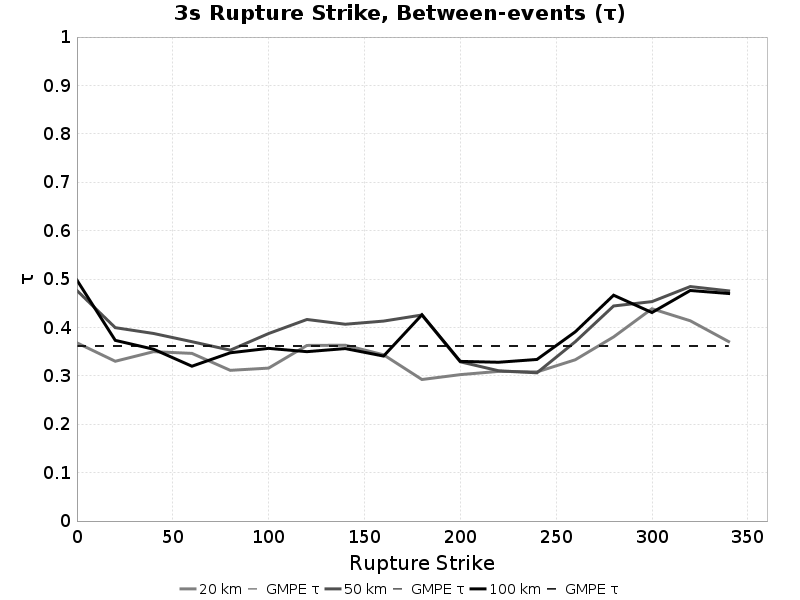 3s Rupture Strike, Between-events (τ)
1
0.9
0.8
0.7
0.6
0.5
0.4
0.3
0.2
0.1
0
τ
0 50 100 150 200 250 300 350
Rupture Strike
20 km GMPE τ 50 km GMPE τ 100 km GMPE τ